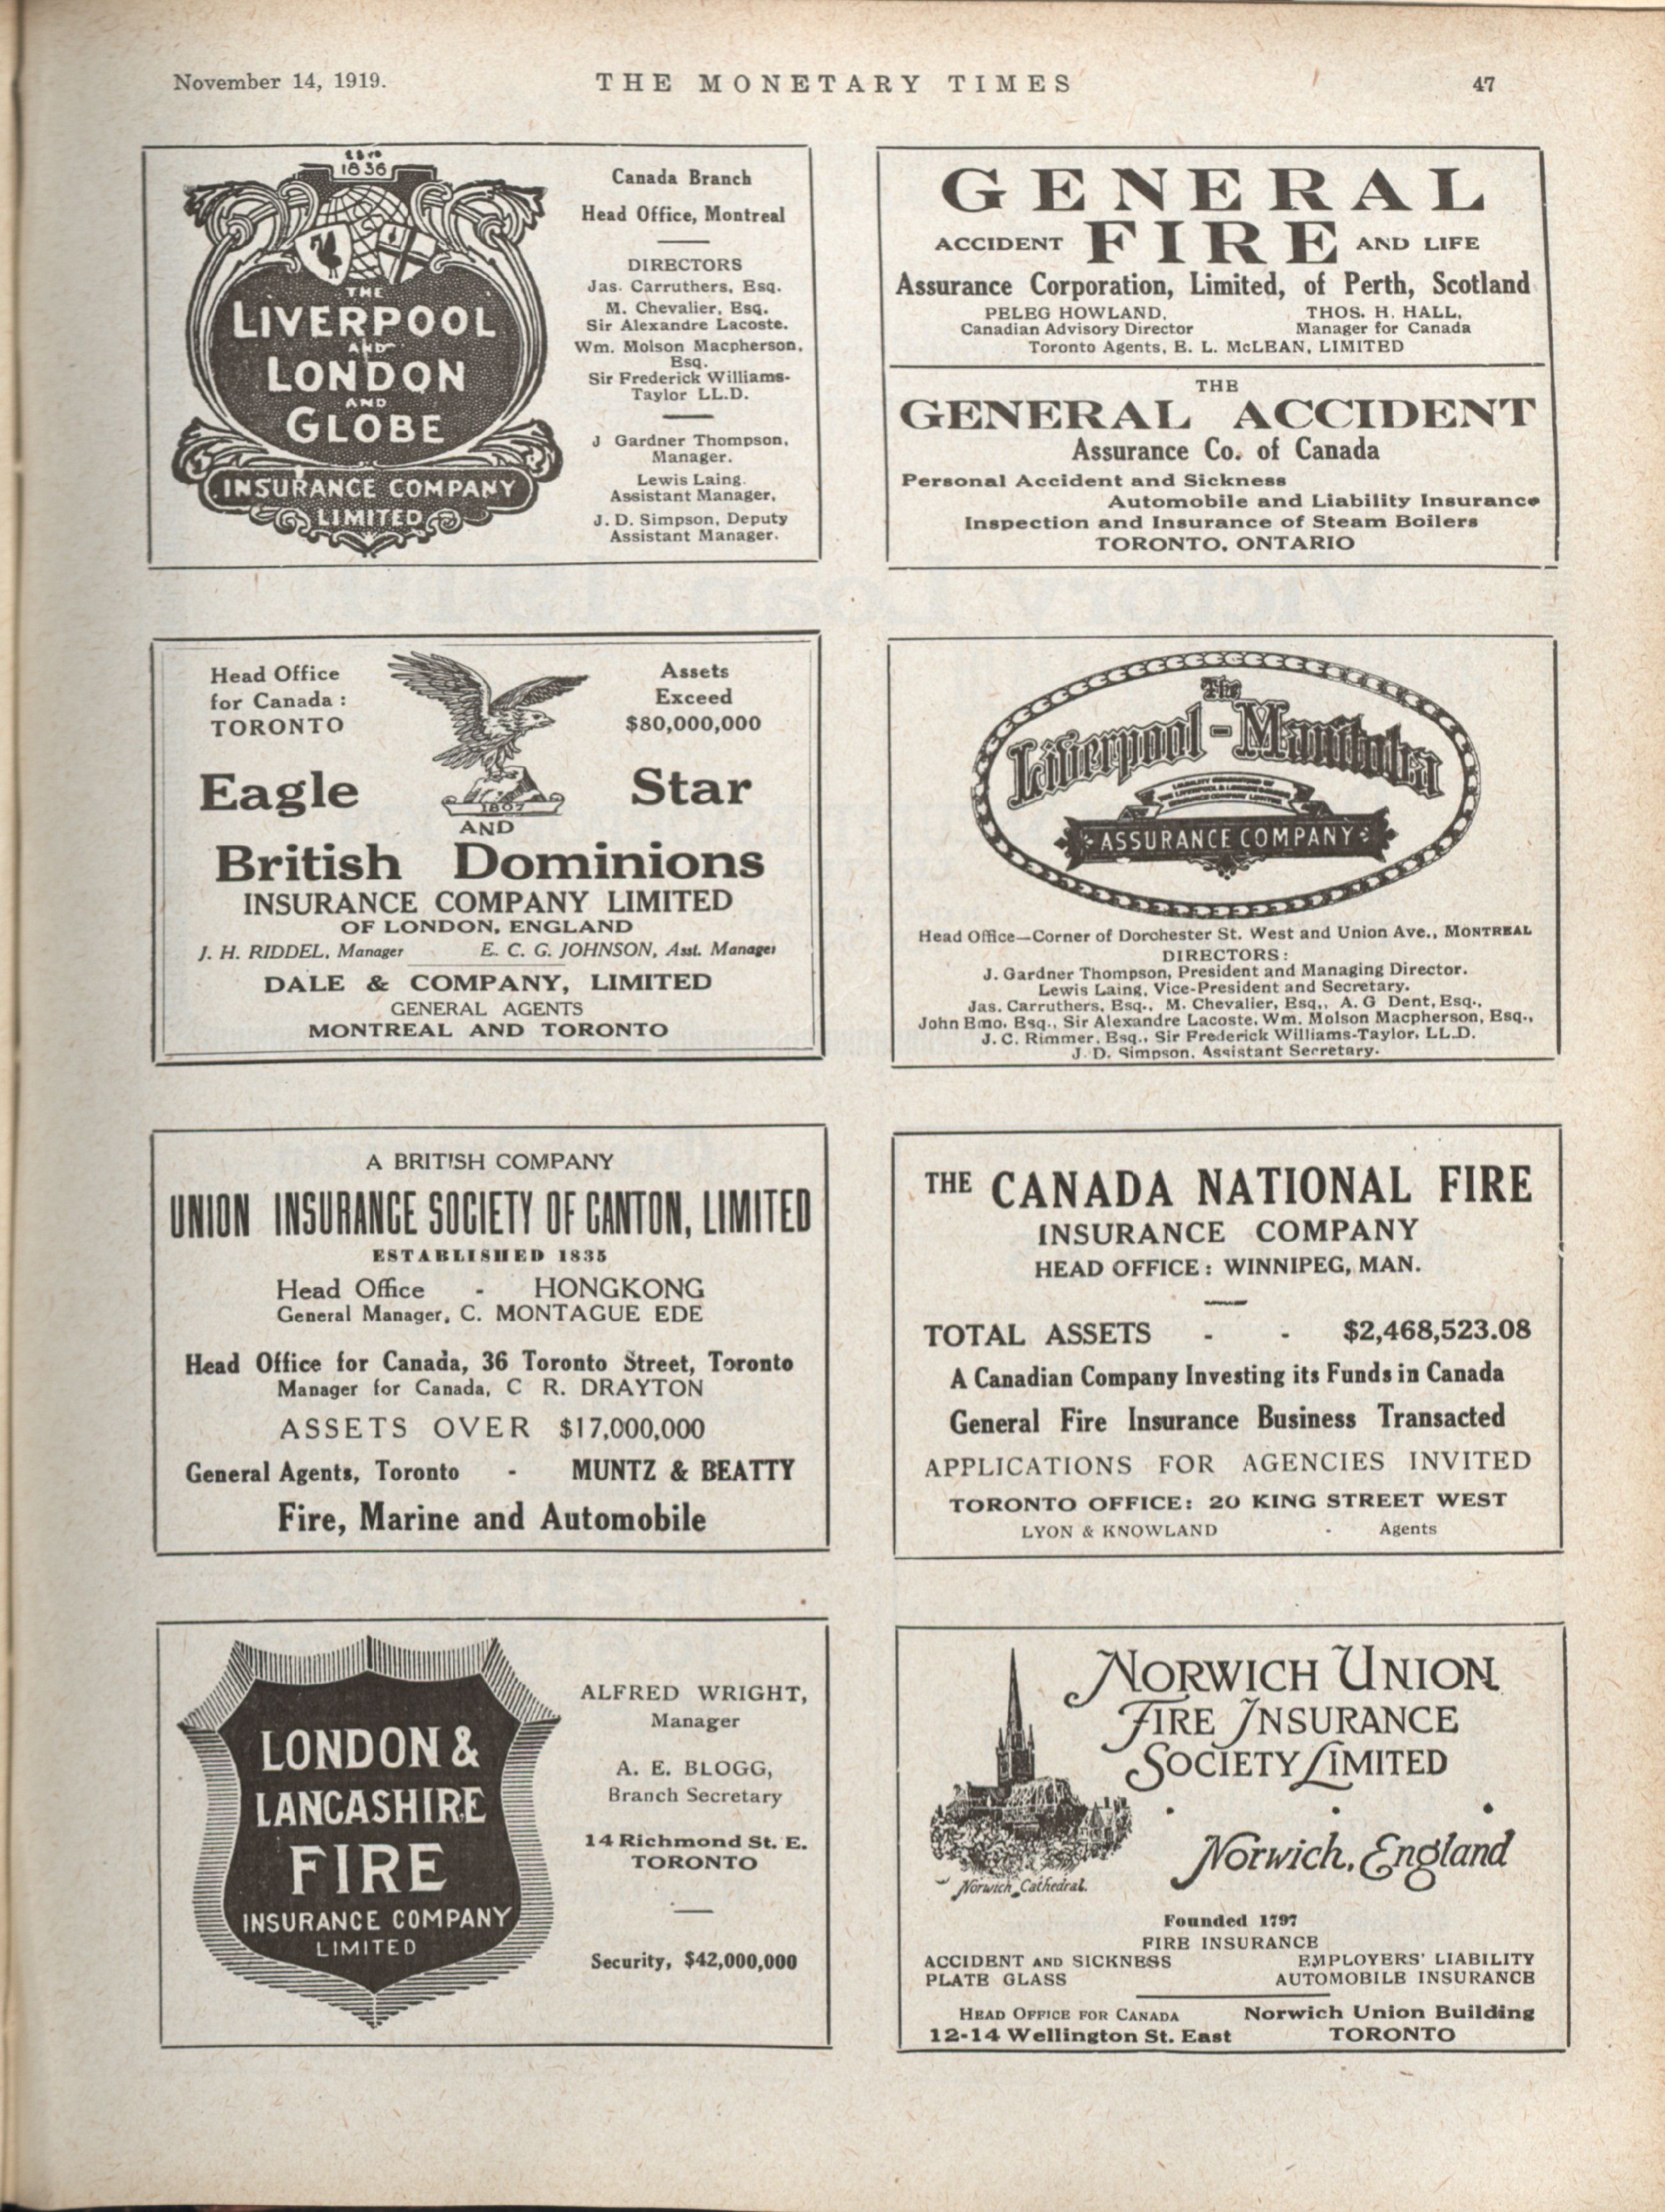 November 14, 1919.
THE MONETARY TIMES
47
ESTD
1836
THE
LIVERPOOL
AND
LONDON
AND
GLOBE
INSURANCE COMPANY
LIMITED
Canada Branch
Head Office, Montreal
DIRECTORS
Jas. Carruthers, Esq.
M. Chevalier, Esq.
Sir Alexandre Lacoste.
Wm. Molson Macpherson,
Esq.
Sir Frederick Williams-
Taylor LL.D.
J Gardner Thompson,
Manager.
Lewis Laing.
Assistant Manager,
J. D. Simpson, Deputy
Assistant Manager.
GENERAL
ACCIDENT FIRE AND LIFE
Assurance Corporation, Limited, of Perth, Scotland
PELEG HOWLAND, THOS. H. HALL,
Canadian Advisory Director Manager for Canada
Toronto Agents, E. L. McLEAN, LIMITED
THE
GENERAL ACCIDENT
Assurance Co. of Canada
Personal Accident and Sickness
Automobile and Liability Insurance
Inspection and Insurance of Steam Boilers
TORONTO, ONTARIO
Head Office
for Canada :
TORONTO
Assets
Exceed
$80,000,000
Eagle Star
1807
AND
British Dominions
INSURANCE COMPANY LIMITED
OF LONDON, ENGLAND
J. H. RIDDEL, Manager E. C. G. JOHNSON, Asst. Manager
DALE & COMPANY, LIMITED
GENERAL AGENTS
MONTREAL AND TORONTO
The
Liverpool-Manitoba
ASSURANCE COMPANY
Head Office—Corner of Dorchester St. West and Union Ave., MONTREAL
DIRECTORS:
J. Gardner Thompson, President and Managing Director.
Lewis Laing, Vice-President and Secretary.
Jas. Carruthers, Esq., M. Chevalier, Esq., A. G Dent, Esq.,
John Emo, Esq., Sir Alexandre Lacoste, Wm. Molson Macpherson, Esq.,
J. C. Rimmer, Esq., Sir Frederick Williams-Taylor, LL.D.
J. D. Simpson, Assistant Secretary.
A BRITISH COMPANY
UNION INSURANCE SOCIETY OF CANTON, LIMITED
ESTABLISHED 1835
Head Office - HONGKONG
General Manager, C. MONTAGUE EDE
Head Office for Canada, 36 Toronto Street, Toronto
Manager for Canada, C R. DRAYTON
ASSETS OVER $17,000,000
General Agents, Toronto - MUNTZ & BEATTY
Fire, Marine and Automobile
THE CANADA NATIONAL FIRE
INSURANCE COMPANY
HEAD OFFICE : WINNIPEG, MAN.
TOTAL ASSETS - - $2,468,523.08
A Canadian Company Investing its Funds in Canada
General Fire Insurance Business Transacted
APPLICATIONS FOR AGENCIES INVITED
TORONTO OFFICE: 20 KING STREET WEST
LYON & KNOWLAND - Agents
LONDON &
LANCASHIRE
FIRE
INSURANCE COMPANY
LIMITED
ALFRED WRIGHT,
Manager
A. E. BLOGG,
Branch Secretary
14 Richmond St. E.
TORONTO
Security, $42,000,000
NORWICH UNION
FIRE INSURANCE
SOCIETY LIMITED
Norwich, England
Norwich Cathedral.
Founded 1797
FIRE INSURANCE
ACCIDENT AND SICKNESS EMPLOYERS' LIABILITY
PLATE GLASS AUTOMOBILE INSURANCE
HEAD OFFICE FOR CANADA Norwich Union Building
12-14 Wellington St. East TORONTO